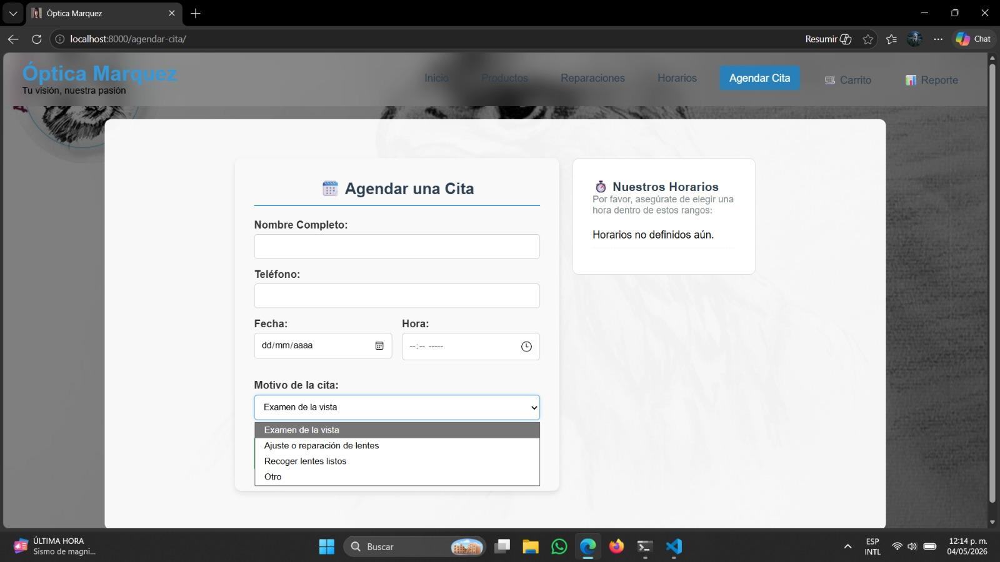 Óptica Marquez
localhost:8000/agendar-cita/
Resumir
Chat
Óptica Marquez
Tu visión, nuestra pasión
Inicio
Productos
Reparaciones
Horarios
Agendar Cita
Carrito
Reporte
Agendar una Cita
Nombre Completo:
Teléfono:
Fecha:
Hora:
dd/mm/aaaa
--:-- -----
Motivo de la cita:
Examen de la vista
Examen de la vista
Ajuste o reparación de lentes
Recoger lentes listos
Otro
Nuestros Horarios
Por favor, asegúrate de elegir una
hora dentro de estos rangos:
Horarios no definidos aún.
ÚLTIMA HORA
Sismo de magni...
Buscar
ESP
INTL
12:14 p. m.
04/05/2026